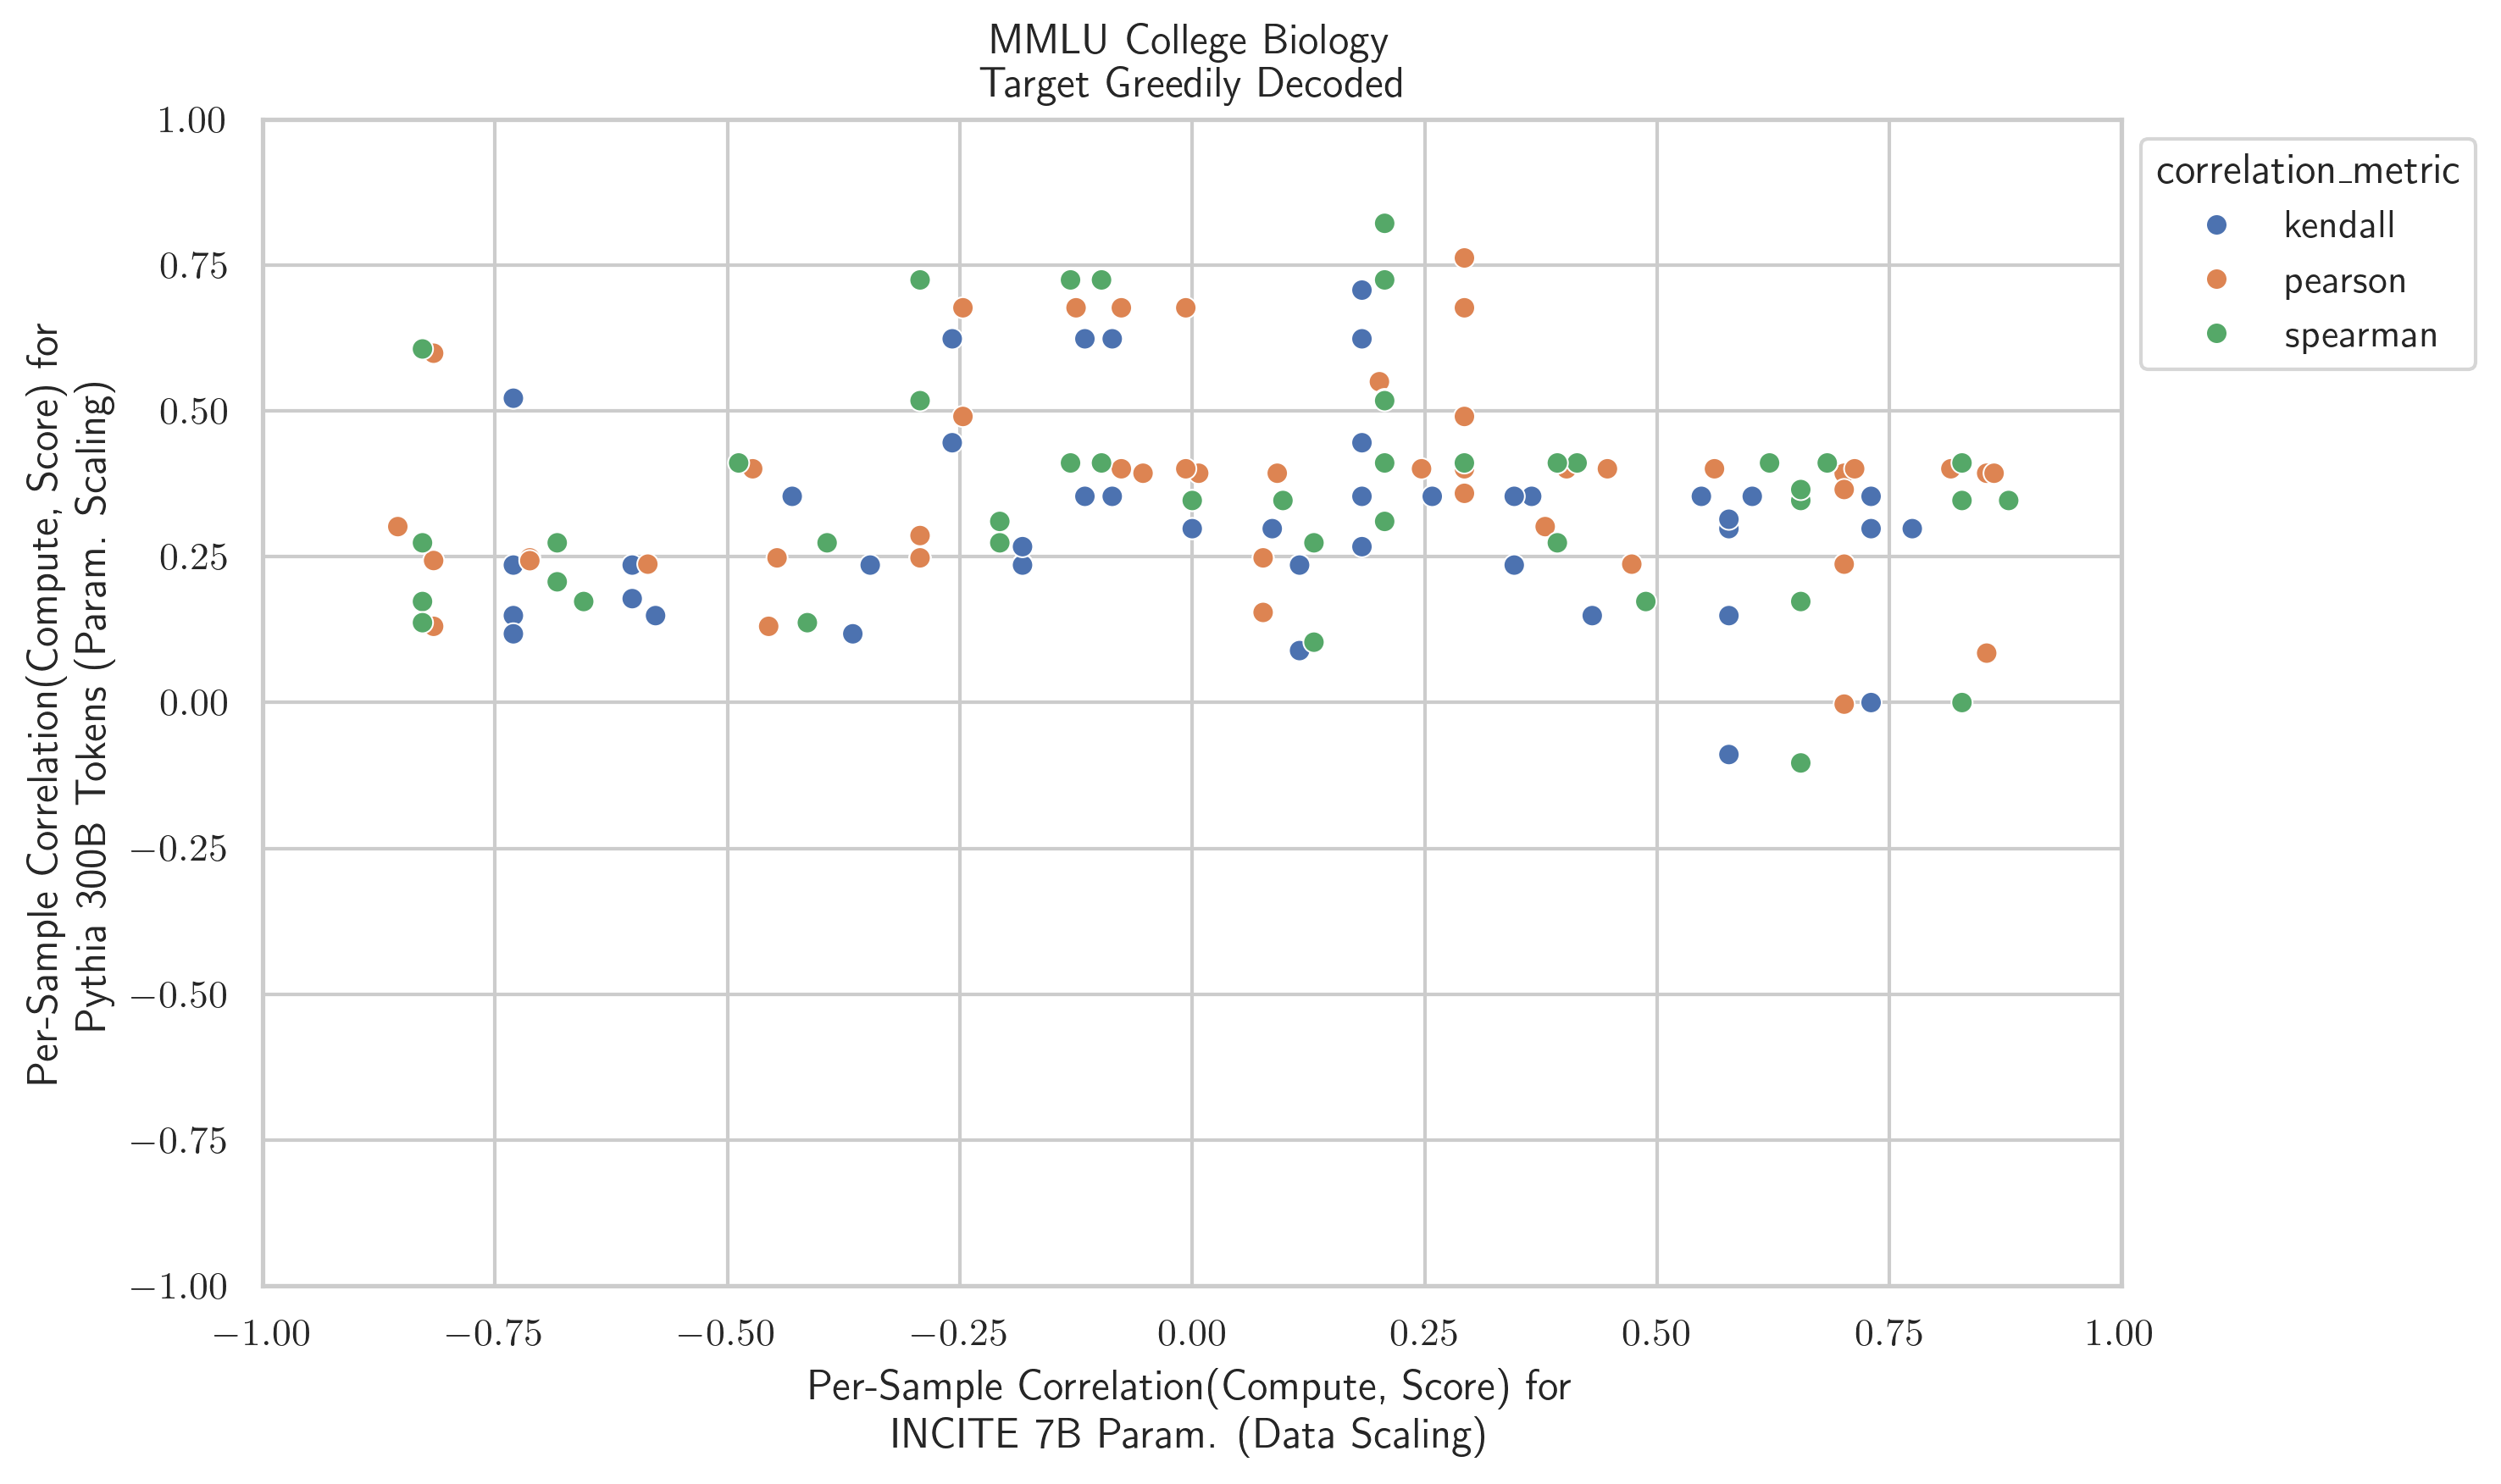 MMLU College Biology
Target Greedily Decoded
Per-Sample Correlation(Compute, Score) for
Pythia 300B Tokens (Param. Scaling)
1.00
0.75
0.50
0.25
0.00
−0.25
−0.50
−0.75
−1.00
−1.00 −0.75 −0.50 −0.25 0.00 0.25 0.50 0.75 1.00
Per-Sample Correlation(Compute, Score) for
INCITE 7B Param. (Data Scaling)
correlation_metric
kendall
pearson
spearman